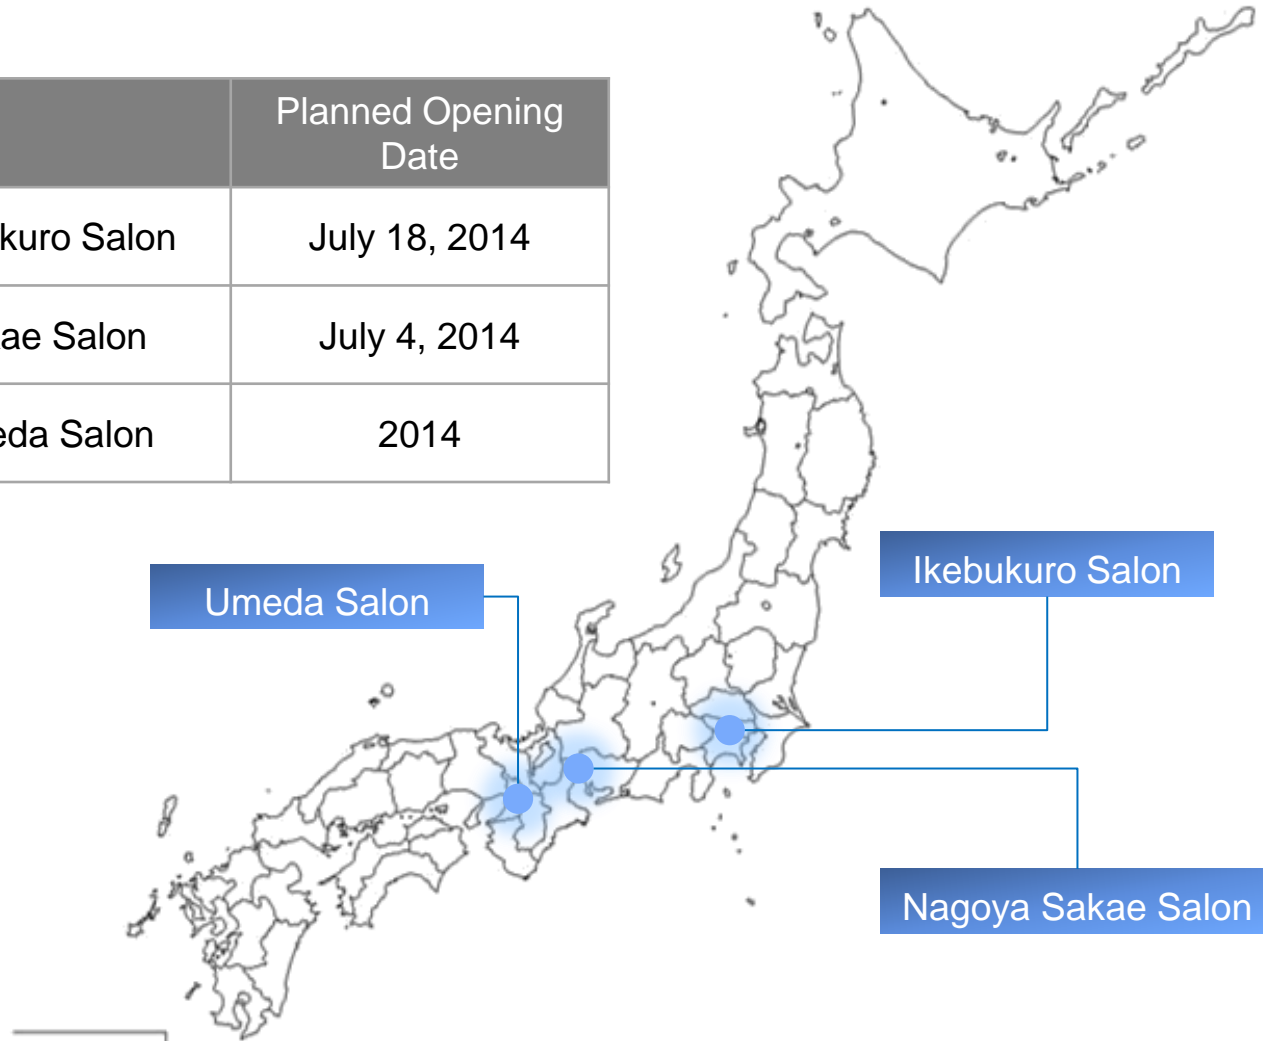 Planned Opening
Date
kuro Salon
July 18, 2014
ae Salon
July 4, 2014
eda Salon
2014
Ikebukuro Salon
Umeda Salon
Nagoya Sakae Salon